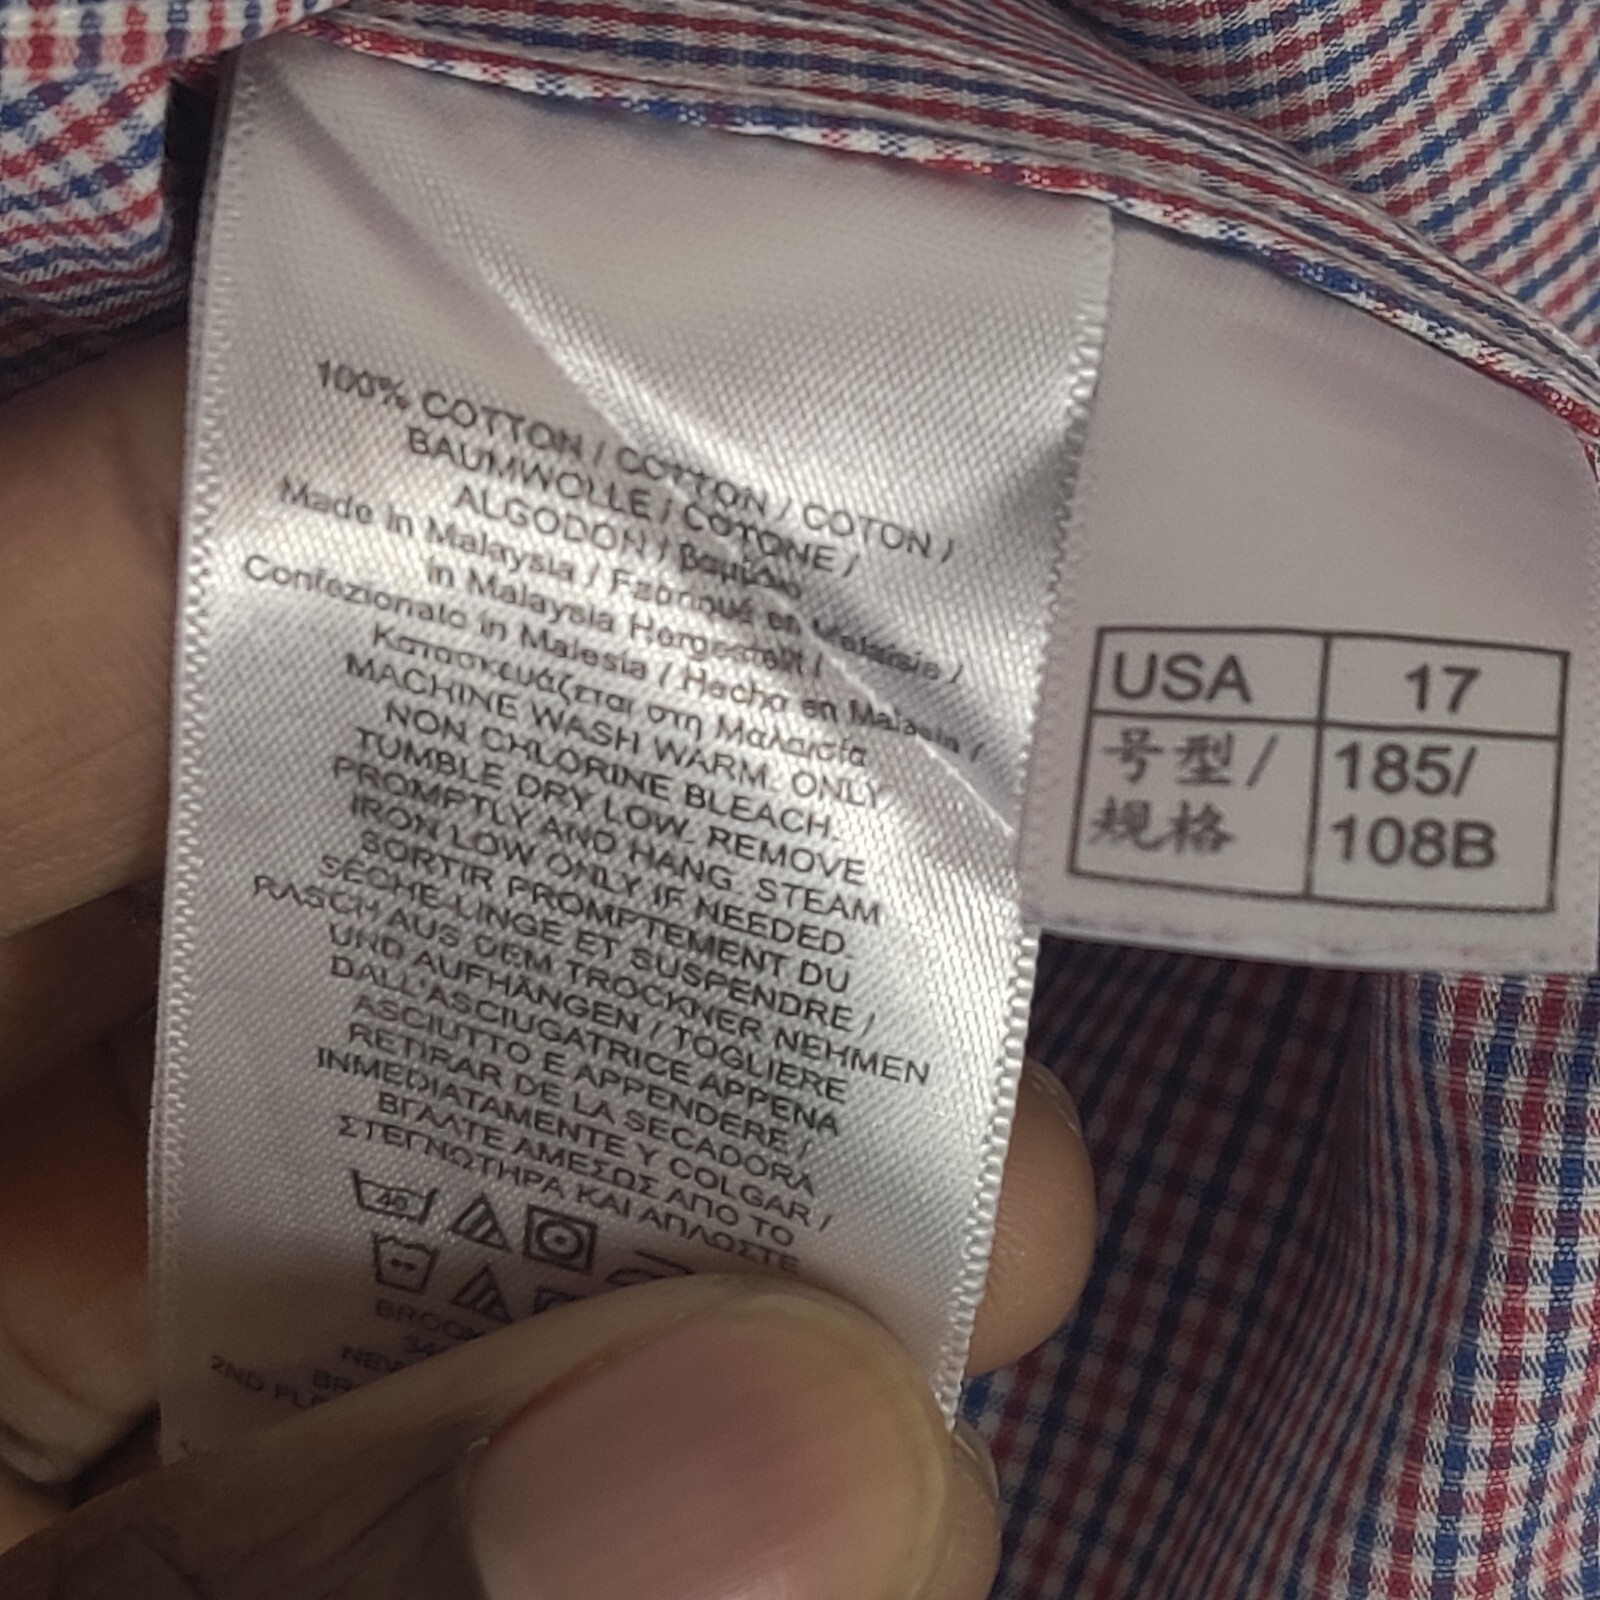 100% COTTON / COTTON / COTON /
BAUMWOLLE / COTONE /
ALGODON / βαμβάκι
Made in Malaysia / Fabriqué en Malaisie /
in Malaysia Hergestellt /
Confezionato in Malesia / Hecho en Malasia /
Κατασκευάζεται στη Μαλαισία
MACHINE WASH WARM. ONLY
NON CHLORINE BLEACH.
TUMBLE DRY LOW. REMOVE
PROMPTLY AND HANG. STEAM
IRON LOW ONLY IF NEEDED.
SORTIR PROMPTEMENT DU
SÈCHE-LINGE ET SUSPENDRE /
RASCH AUS DEM TROCKNER NEHMEN
UND AUFHÄNGEN / TOGLIERE
DALL'ASCIUGATRICE APPENA
ASCIUTTO E APPENDERE /
RETIRAR DE LA SECADORA
INMEDIATAMENTE Y COLGAR /
ΒΓΑΛΤΕ ΑΜΕΣΩΣ ΑΠΟ ΤΟ
ΣΤΕΓΝΩΤΗΡΑ ΚΑΙ ΑΠΛΩΣΤΕ
40
2ND
USA 17
号型/ 185/
规格 108B